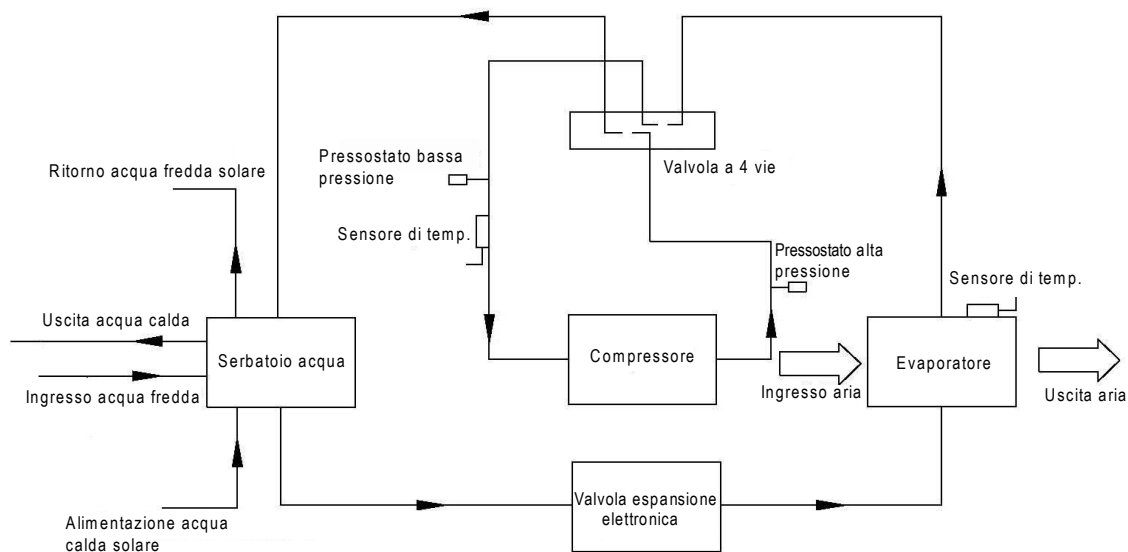 Pressostato bassa
pressione
Valvola a 4 vie
Ritorno acqua fredda solare
Sensore di temp.
Pressostato alta
pressione
Sensore di temp.
Uscita acqua calda
Serbatoio acqua
Compressore
Evaporatore
Ingresso acqua fredda
Ingresso aria
Uscita aria
Valvola espansione
elettronica
Alimentazione acqua
calda solare